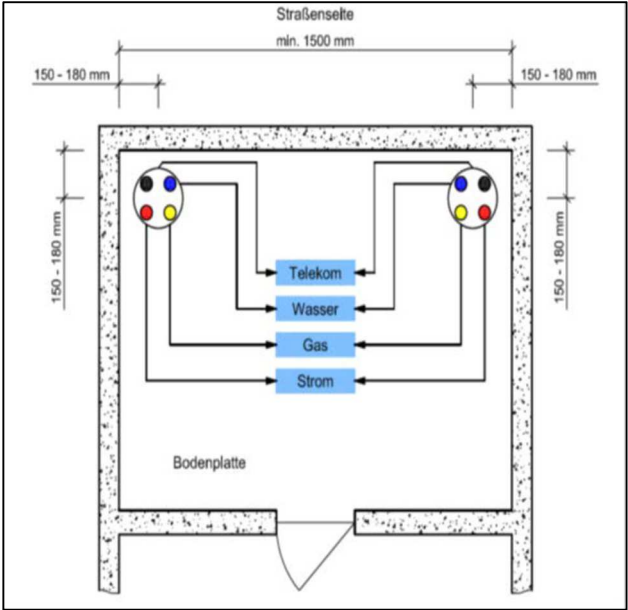 Straßenseite
min. 1500 mm
150 - 180 mm
150 - 180 mm
150 - 180 mm
150 - 180 mm
Telekom
Wasser
Gas
Strom
Bodenplatte